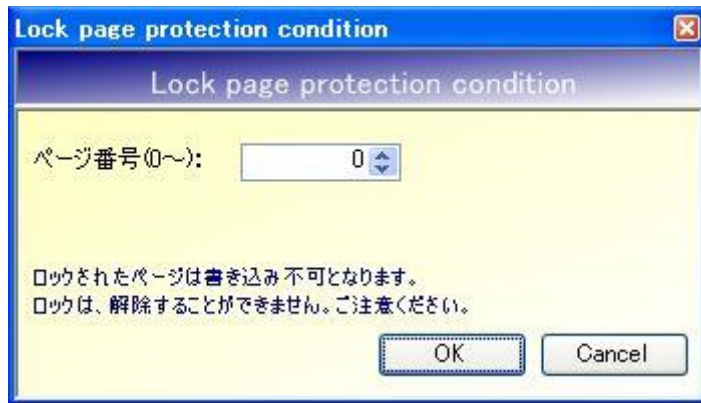 Lock page protection condition
Lock page protection condition
ページ番号(0～): 0
ロックされたページは書き込み不可となります。
ロックは、解除することができません。ご注意ください。
OK Cancel